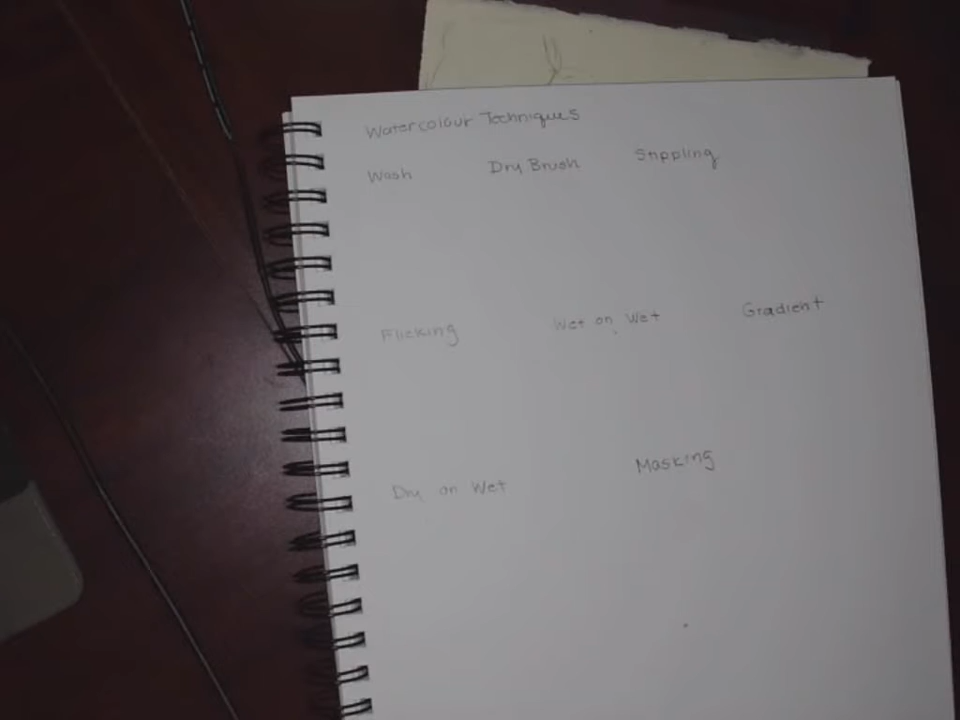 Watercolour Techniques
Wash Dry Brush Stippling
Flicking Wet on Wet Gradient
Dry on Wet Masking